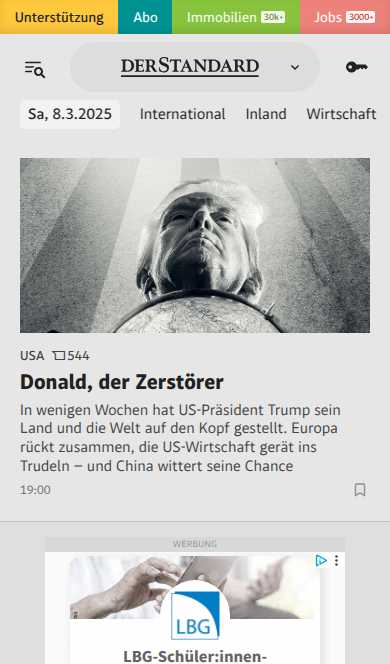 Unterstützung Abo Immobilien 30k+ Jobs 3000+
DERSTANDARD
Sa, 8.3.2025 International Inland Wirtschaft
USA 544
Donald, der Zerstörer
In wenigen Wochen hat US-Präsident Trump sein
Land und die Welt auf den Kopf gestellt. Europa
rückt zusammen, die US-Wirtschaft gerät ins
Trudeln – und China wittert seine Chance
19:00
WERBUNG
LBG
LBG-Schüler:innen-